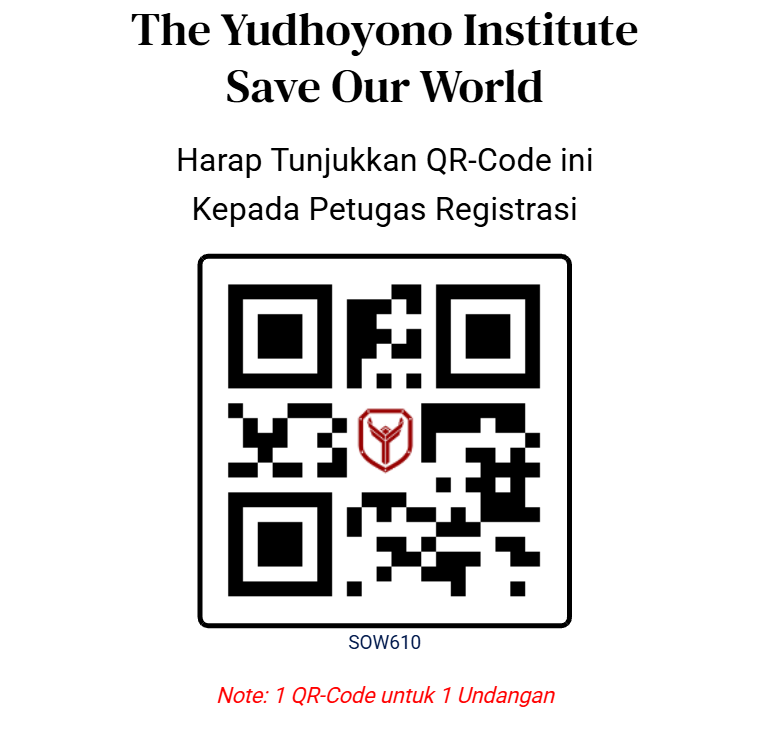 The Yudhoyono Institute
Save Our World
Harap Tunjukkan QR-Code ini
Kepada Petugas Registrasi
SOW610
Note: 1 QR-Code untuk 1 Undangan